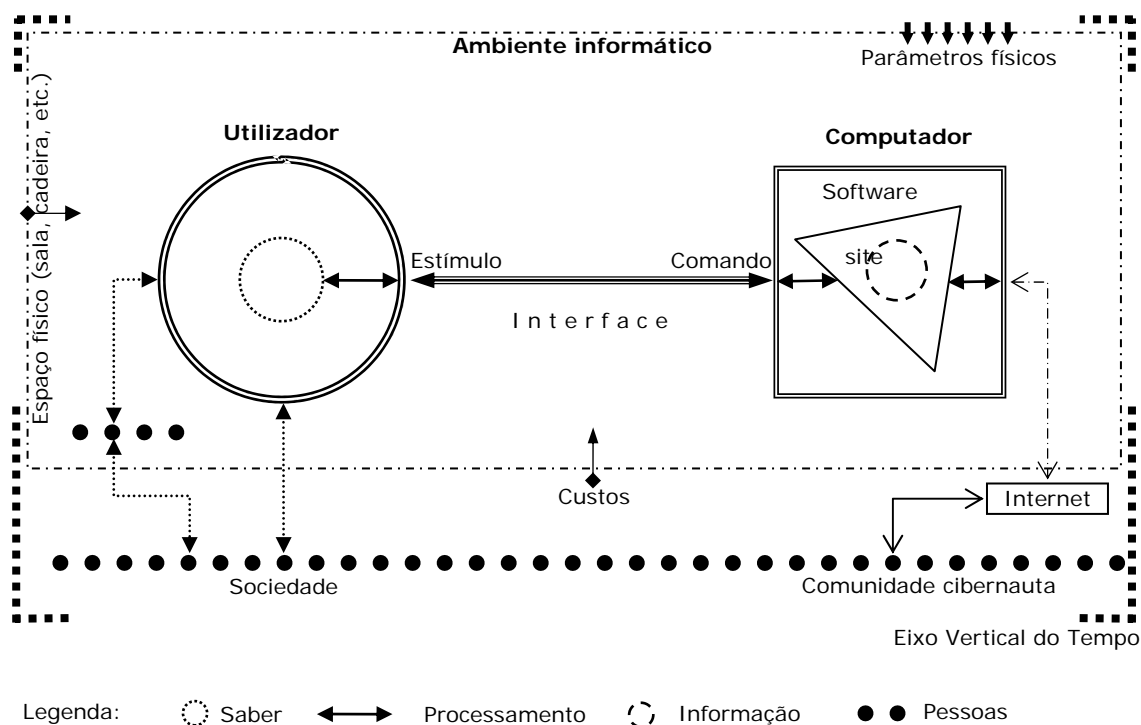 Ambiente informático
Parâmetros físicos
Espaço físico (sala, cadeira, etc.)
Utilizador
Computador
Software
Estímulo
Comando
site
Interface
Custos
Internet
Sociedade
Comunidade cibernauta
Eixo Vertical do Tempo
Legenda: Saber Processamento Informação Pessoas